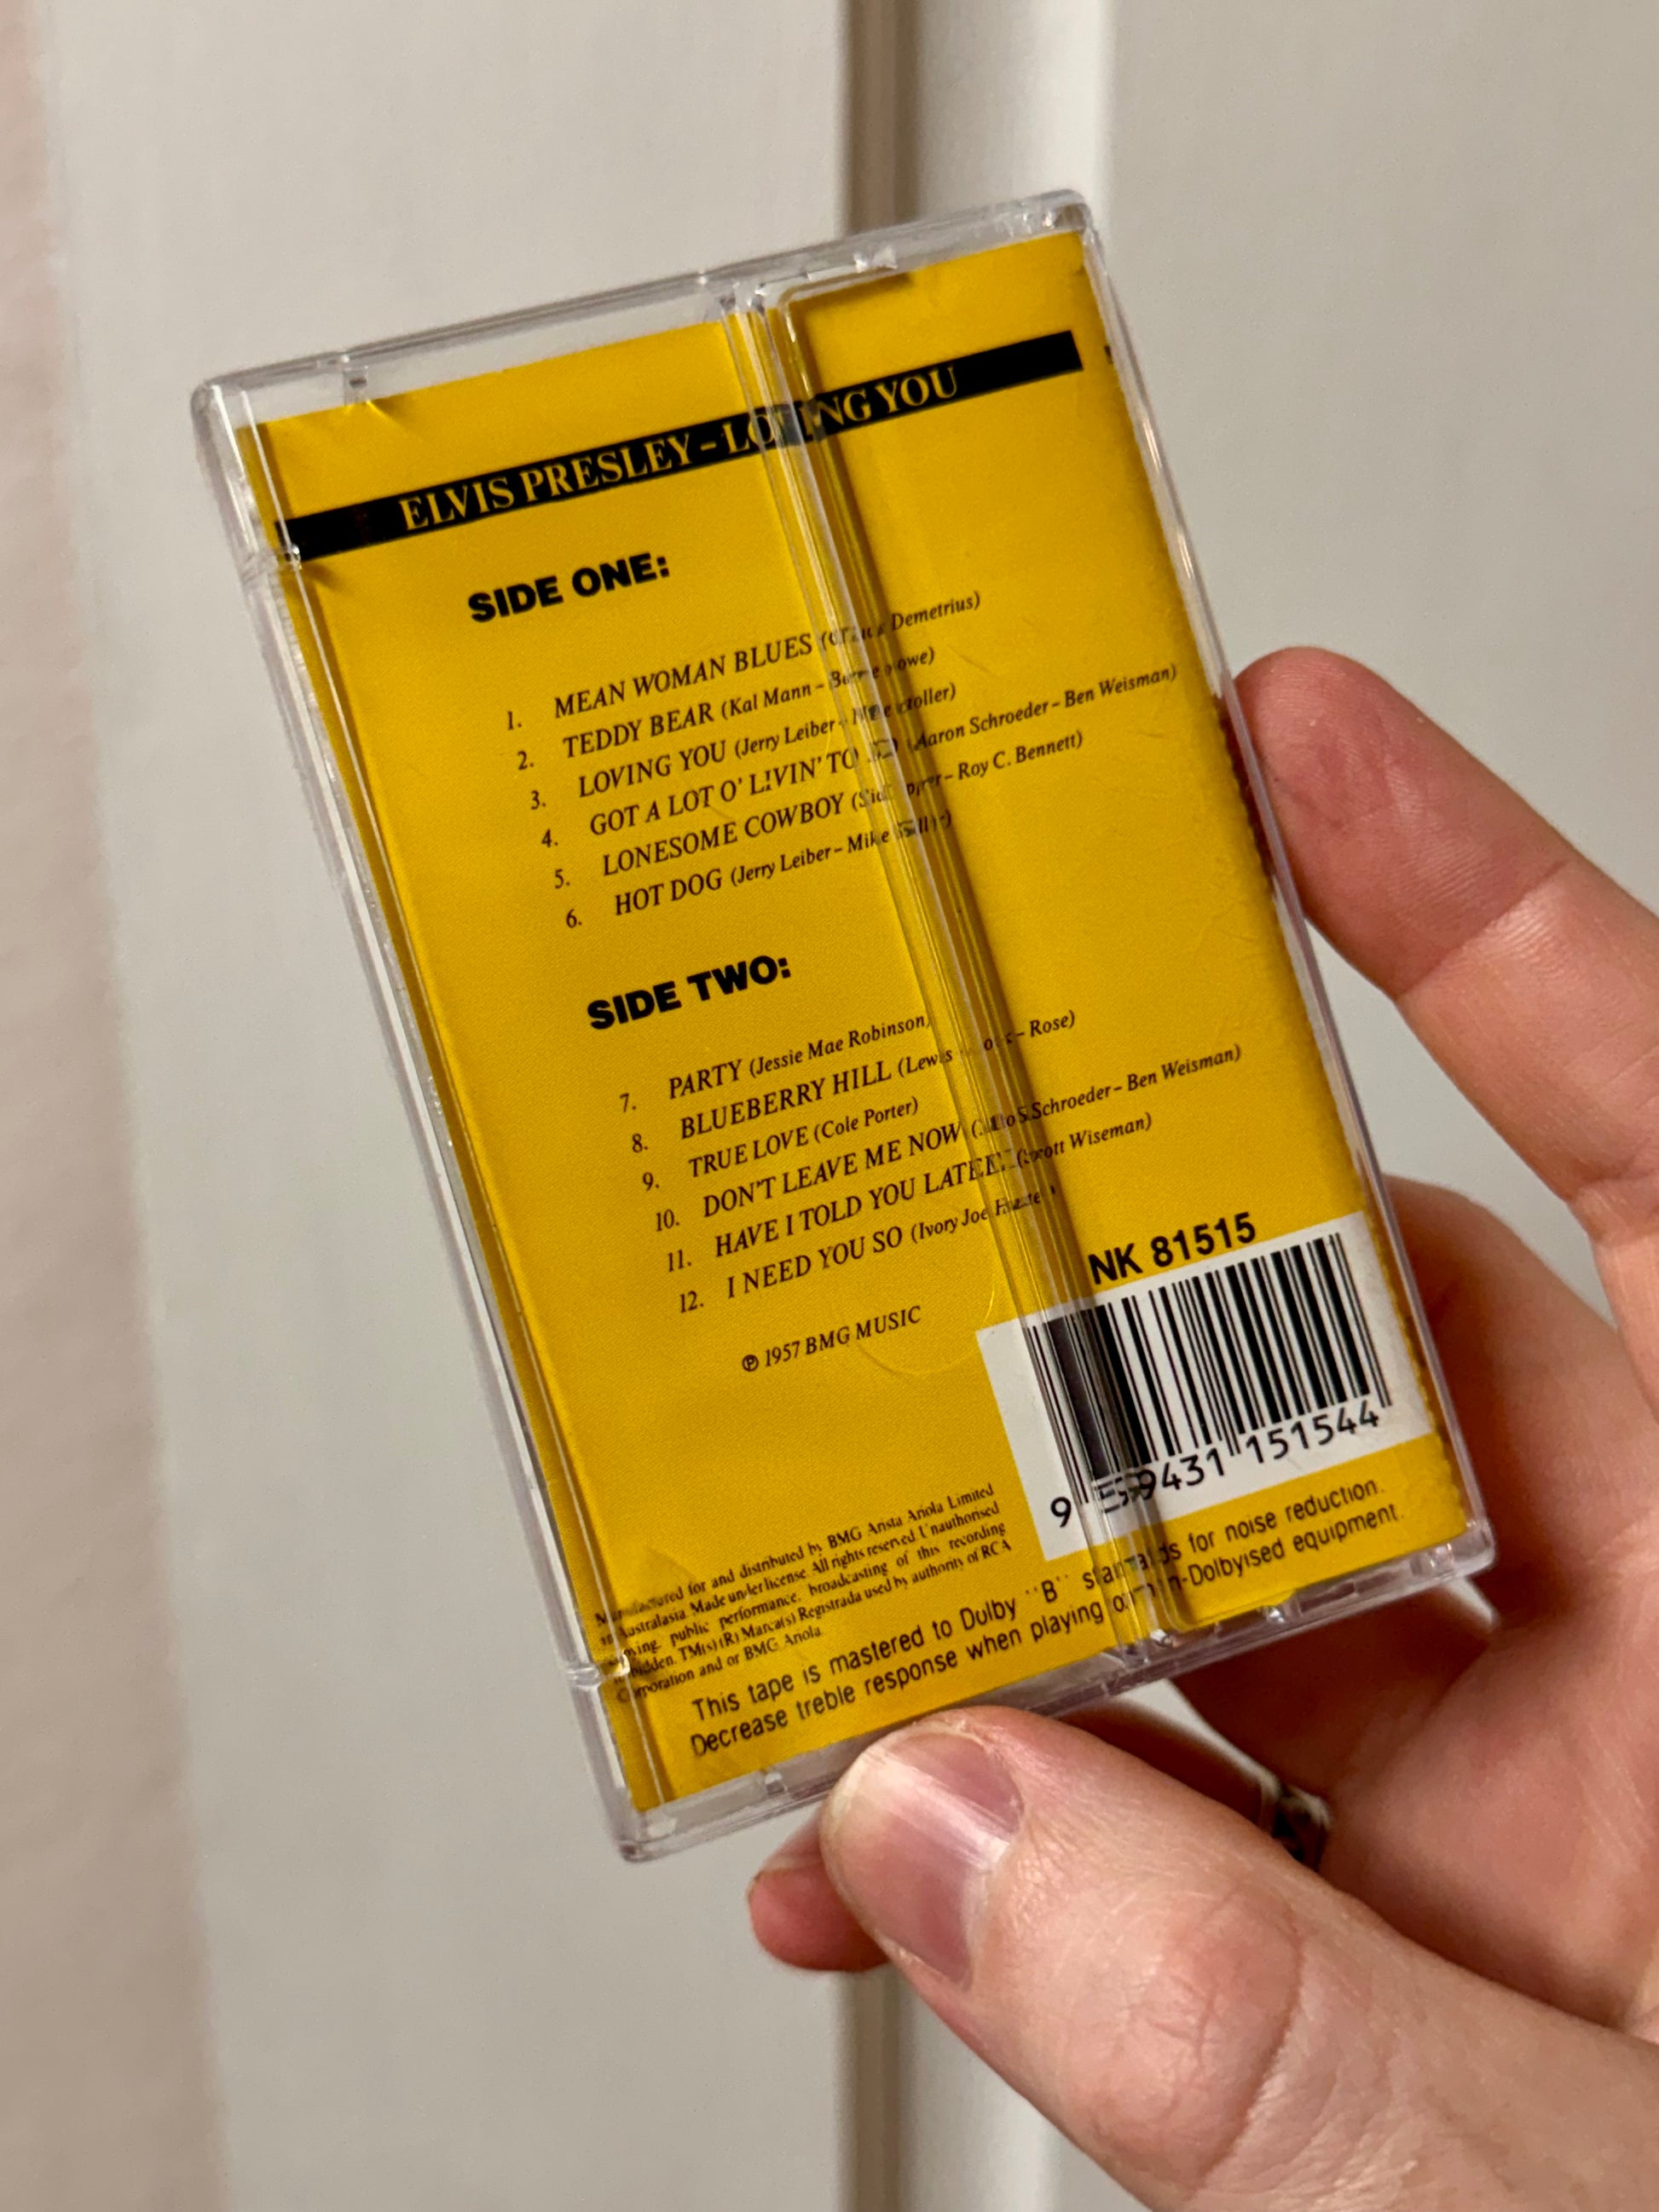 ELVIS PRESLEY – LOVING YOU
SIDE ONE:
1. MEAN WOMAN BLUES Demetrius)
2. TEDDY BEAR (Kal Mann –
3. LOVING YOU (Jerry Leiber –
4. GOT A LOT O' LIVIN' TO (Aaron Schroeder – Ben Weisman)
5. LONESOME COWBOY – Roy C. Bennett)
6. HOT DOG (Jerry Leiber – Mike
SIDE TWO:
7. PARTY (Jessie Mae Robinson)
8. BLUEBERRY HILL (Lewis – Rose)
9. TRUE LOVE (Cole Porter)
10. DON'T LEAVE ME NOW Schroeder – Ben Weisman)
11. HAVE I TOLD YOU LATELY (Scott Wiseman)
12. I NEED YOU SO (Ivory Joe
℗ 1957 BMG MUSIC
NK 81515
9 9431 151544
Manufactured for and distributed by BMG Arista Ariola Limited
Australasia. Made under license. All rights reserved. Unauthorised
public performance, broadcasting of this recording
TM(s) (R) Marca(s) Registrada used by authority of RCA
Corporation and or BMG Ariola.
This tape is mastered to Dolby "B" standards for noise reduction.
Decrease treble response when playing on non-Dolbyised equipment.